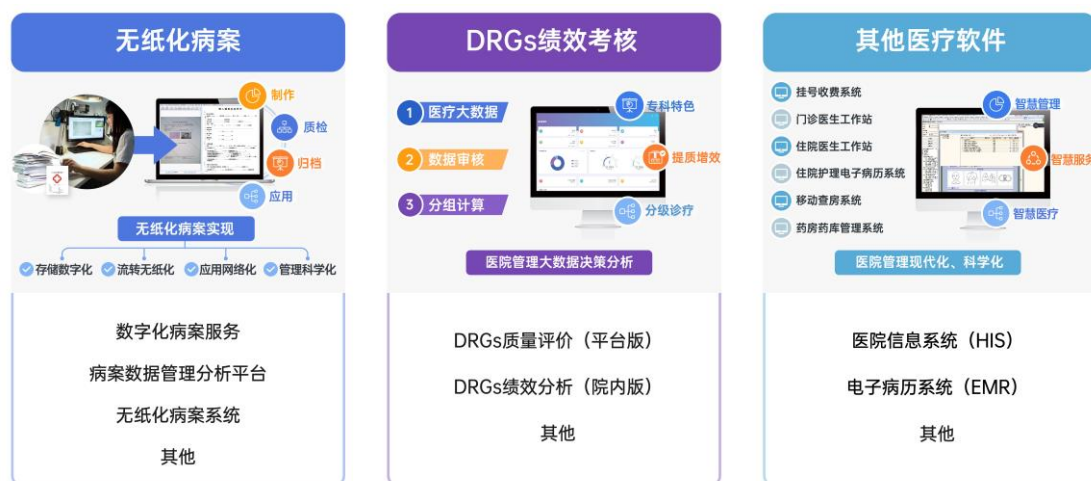 无纸化病案
制作
质检
归档
应用
无纸化病案实现
存储数字化
流转无纸化
应用网络化
管理科学化
数字化病案服务
病案数据管理分析平台
无纸化病案系统
其他
DRGs绩效考核
1 医疗大数据
2 数据审核
3 分组计算
专科特色
提质增效
分级诊疗
医院管理大数据决策分析
DRGs质量评价（平台版）
DRGs绩效分析（院内版）
其他
其他医疗软件
挂号收费系统
门诊医生工作站
住院医生工作站
住院护理电子病历系统
移动查房系统
药房药库管理系统
智慧管理
智慧服务
智慧医疗
医院管理现代化、科学化
医院信息系统（HIS）
电子病历系统（EMR）
其他